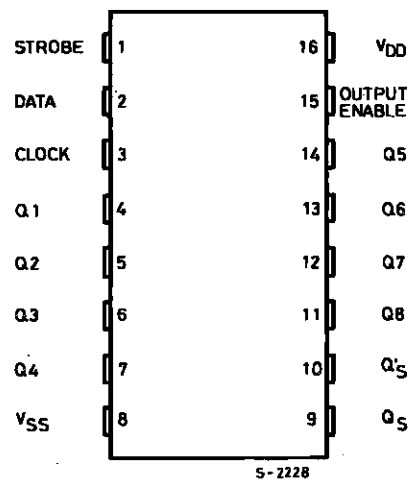 STROBE 1 16 VDD
DATA 2 15 OUTPUT ENABLE
CLOCK 3 14 Q5
Q1 4 13 Q6
Q2 5 12 Q7
Q3 6 11 Q8
Q4 7 10 Q'S
VSS 8 9 QS
S-2228